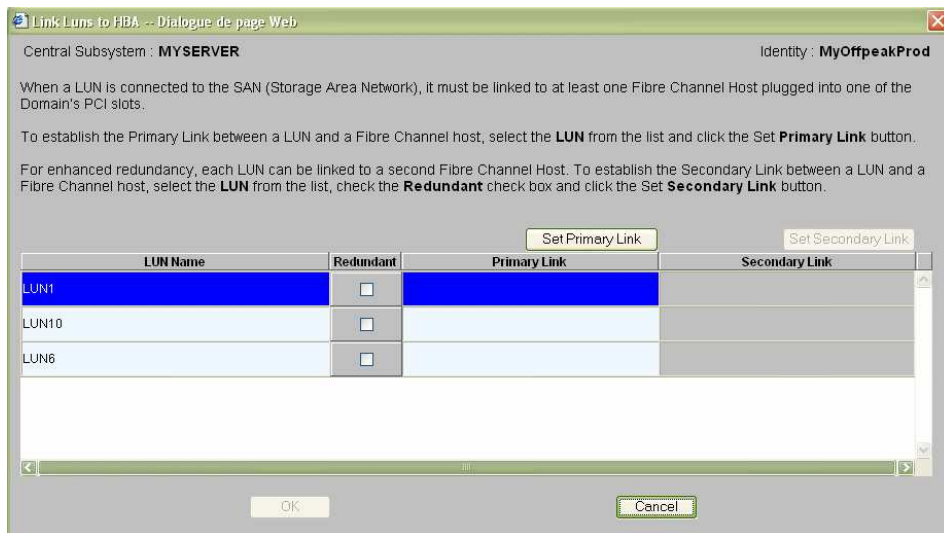 Link Luns to HBA -- Dialogue de page Web
Central Subsystem : MYSERVER
Identity : MyOffpeakProd
When a LUN is connected to the SAN (Storage Area Network), it must be linked to at least one Fibre Channel Host plugged into one of the
Domain's PCI slots.
To establish the Primary Link between a LUN and a Fibre Channel host, select the LUN from the list and click the Set Primary Link button.
For enhanced redundancy, each LUN can be linked to a second Fibre Channel Host. To establish the Secondary Link between a LUN and a
Fibre Channel host, select the LUN from the list, check the Redundant check box and click the Set Secondary Link button.
Set Primary Link
Set Secondary Link
LUN Name
Redundant
Primary Link
Secondary Link
LUN1
LUN10
LUN6
OK
Cancel